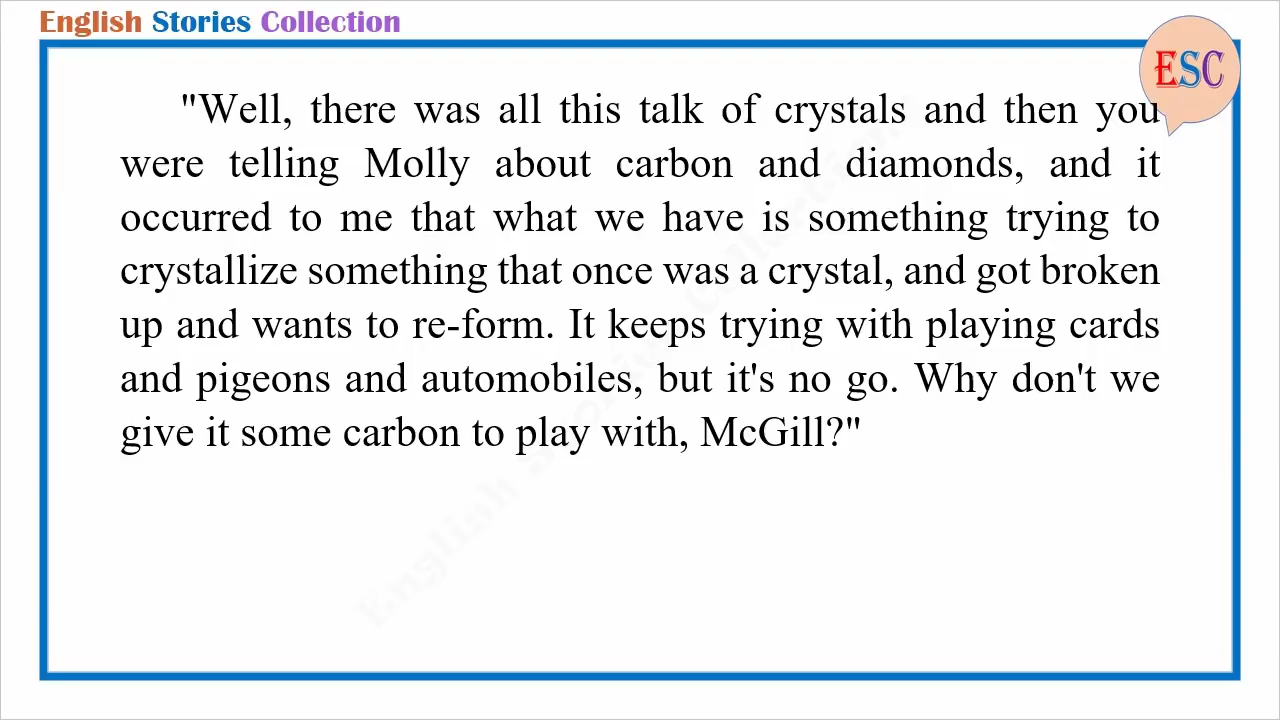 English Stories Collection
ESC
"Well, there was all this talk of crystals and then you
were telling Molly about carbon and diamonds, and it
occurred to me that what we have is something trying to
crystallize something that once was a crystal, and got broken
up and wants to re-form. It keeps trying with playing cards
and pigeons and automobiles, but it's no go. Why don't we
give it some carbon to play with, McGill?"
English Stories Collection